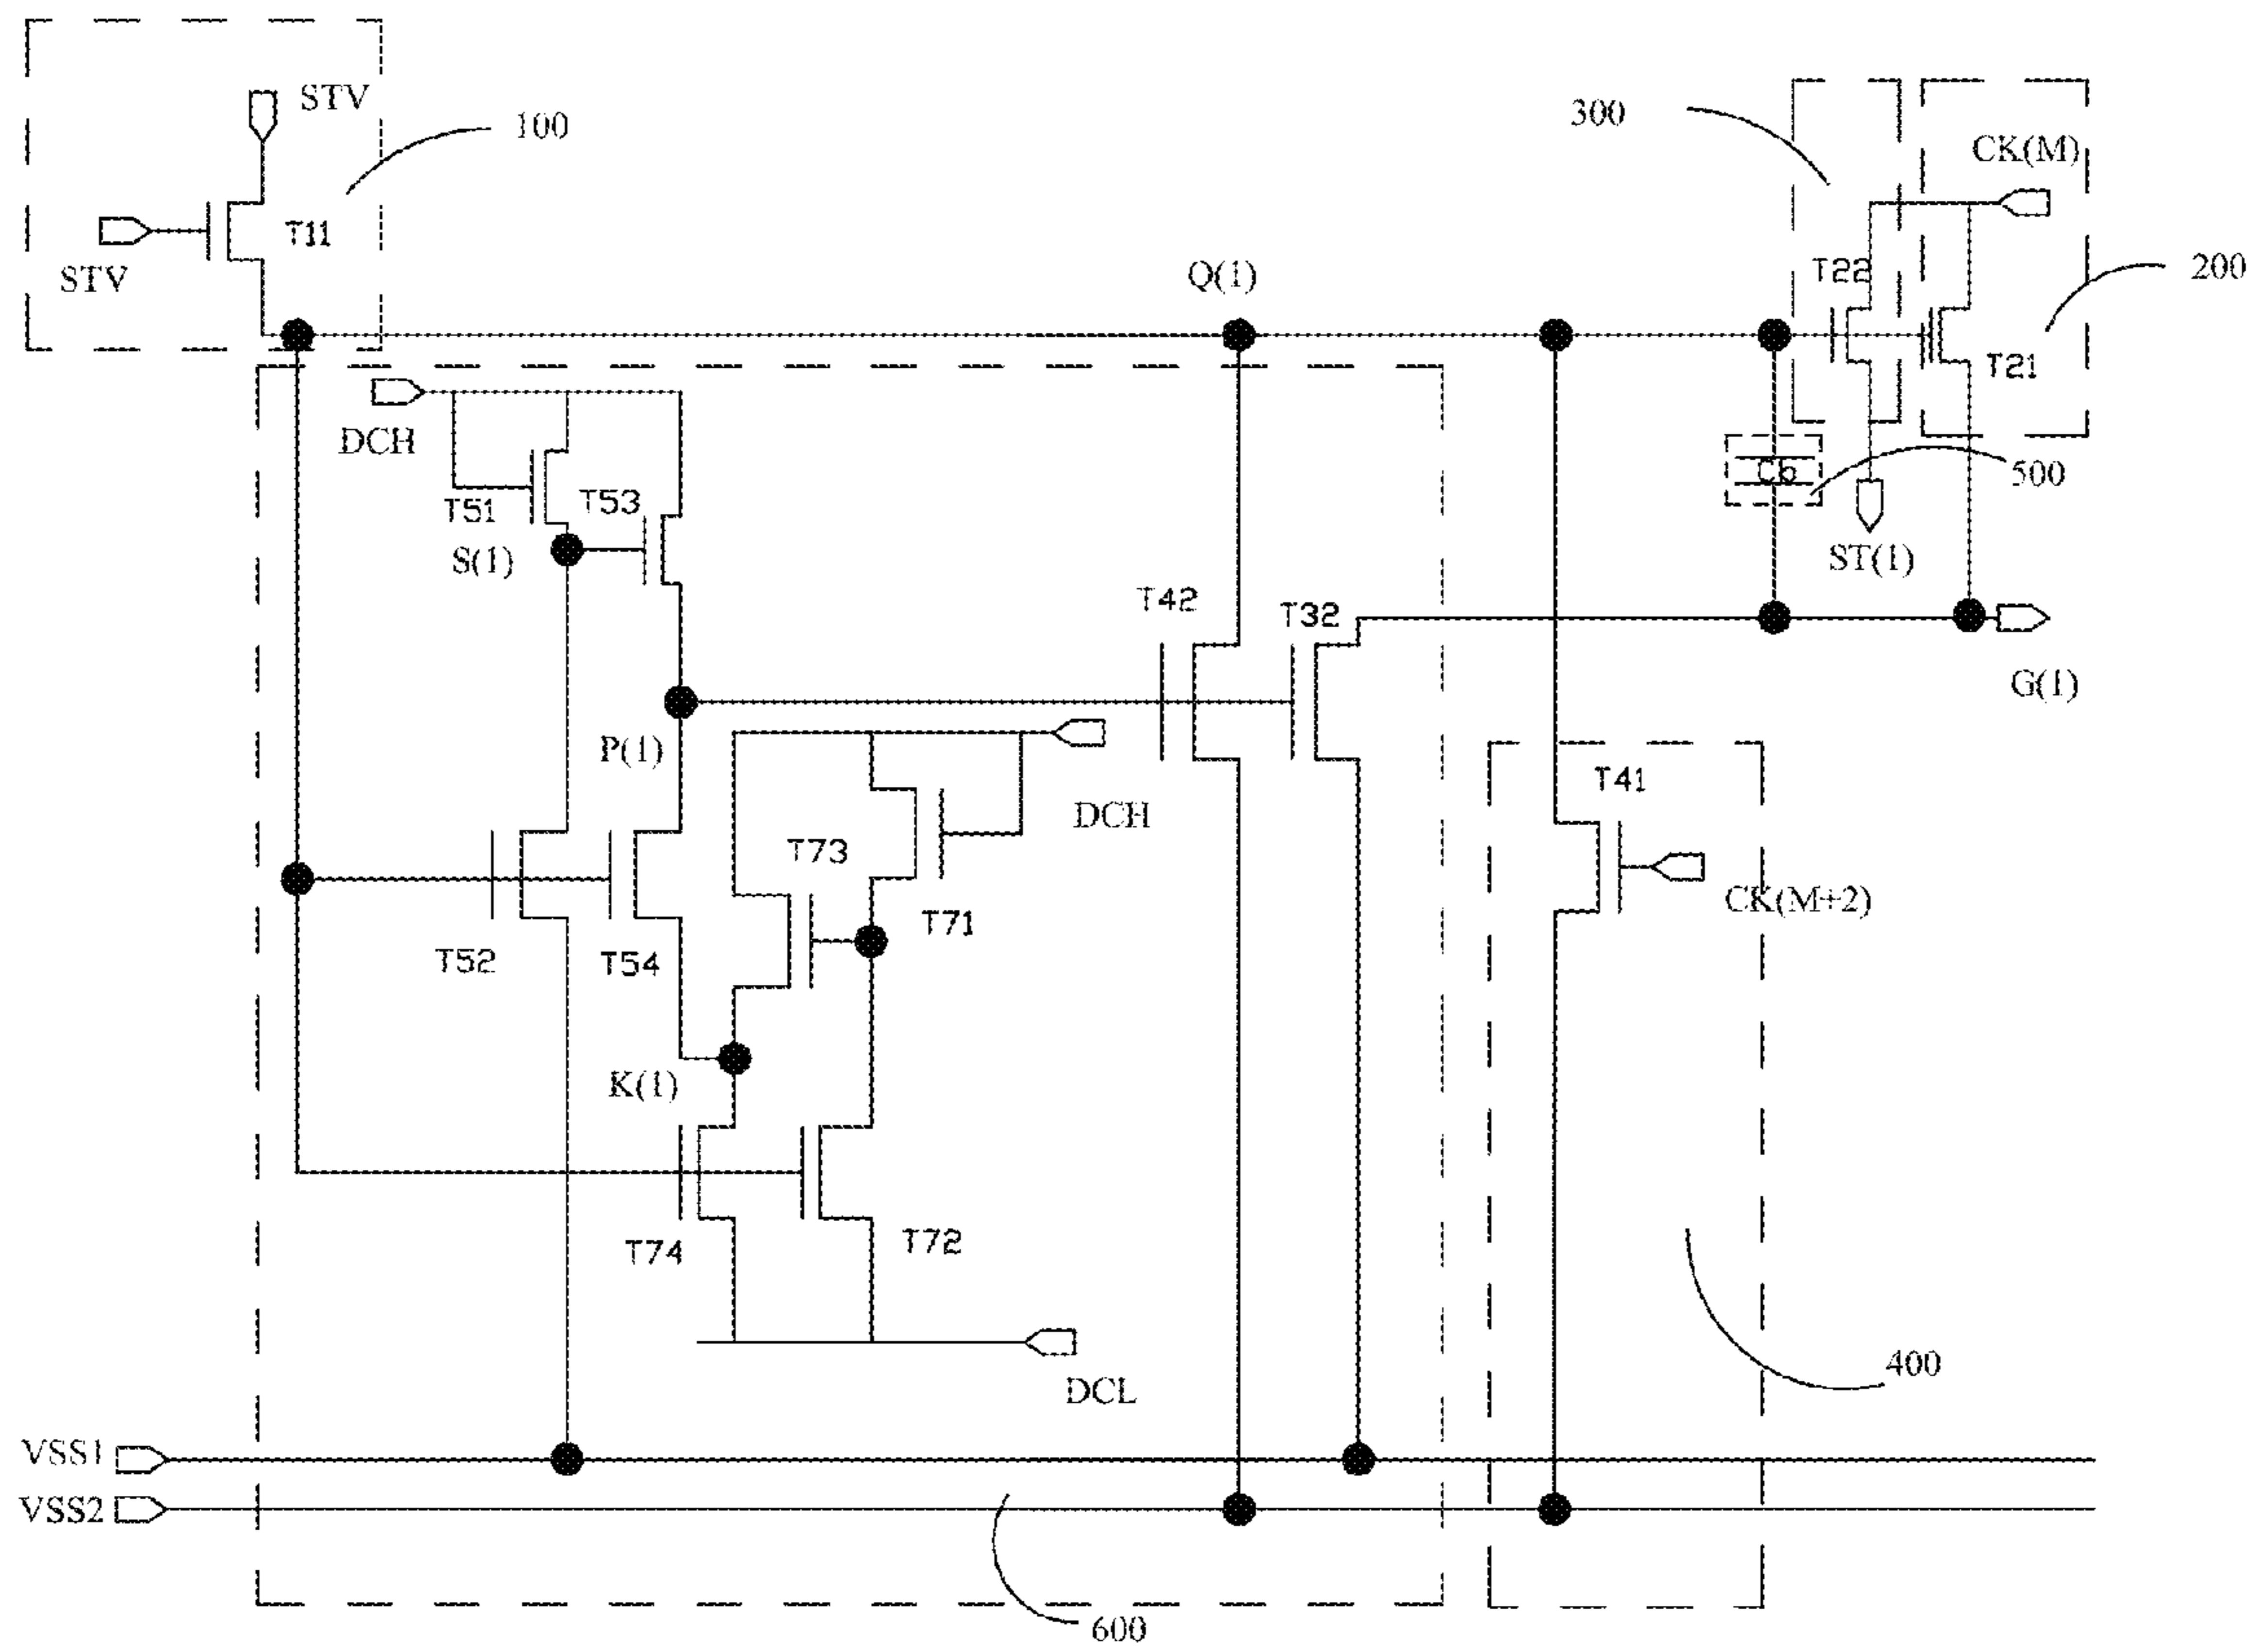 STV
100
300
CK(M)
T11
STV
Q(1)
T22
200
T21
DCH
T51
T53
Cb
500
S(1)
ST(1)
T42
T32
G(1)
P(1)
T41
DCH
T73
CK(M+2)
T71
T52
T54
K(1)
T74
T72
400
DCL
VSS1
VSS2
600